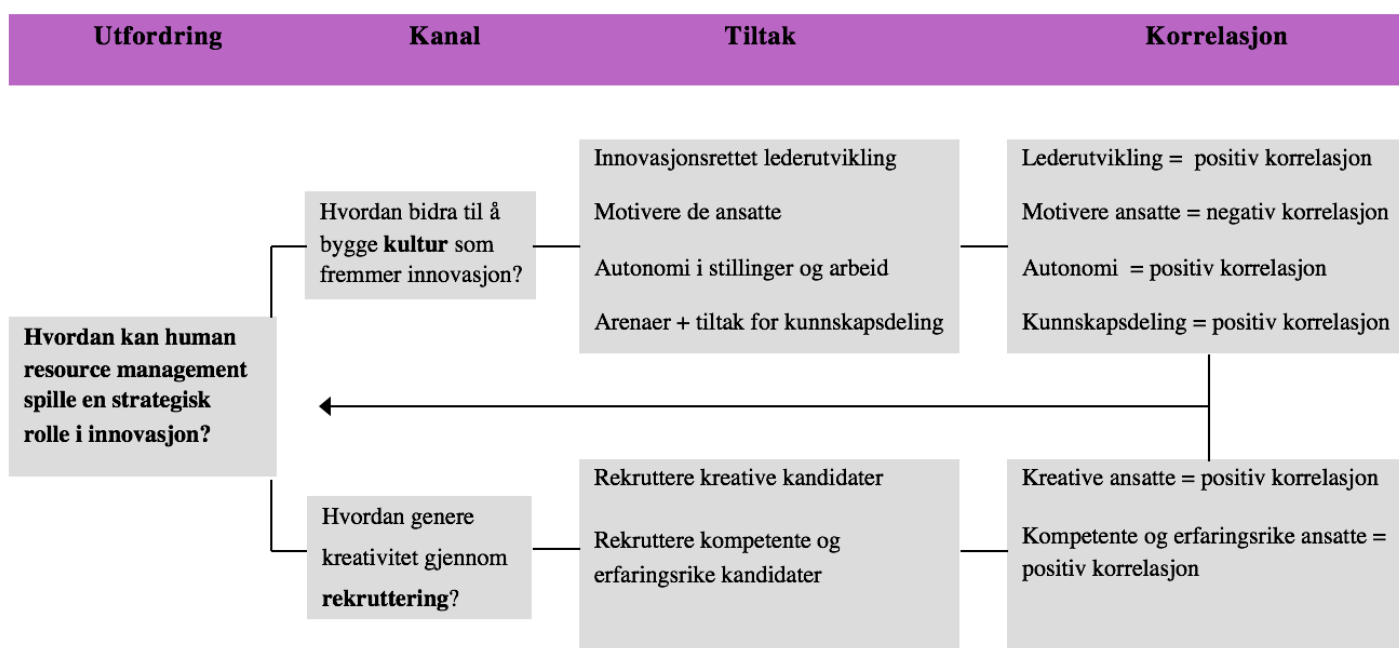 Utfordring Kanal Tiltak Korrelasjon
Hvordan kan human
resource management
spille en strategisk
rolle i innovasjon?
Hvordan bidra til å
bygge kultur som
fremmer innovasjon?
Innovasjonsrettet lederutvikling
Motivere de ansatte
Autonomi i stillinger og arbeid
Arenaer + tiltak for kunnskapsdeling
Lederutvikling = positiv korrelasjon
Motivere ansatte = negativ korrelasjon
Autonomi = positiv korrelasjon
Kunnskapsdeling = positiv korrelasjon
Hvordan genere
kreativitet gjennom
rekruttering?
Rekruttere kreative kandidater
Rekruttere kompetente og
erfaringsrike kandidater
Kreative ansatte = positiv korrelasjon
Kompetente og erfaringsrike ansatte =
positiv korrelasjon